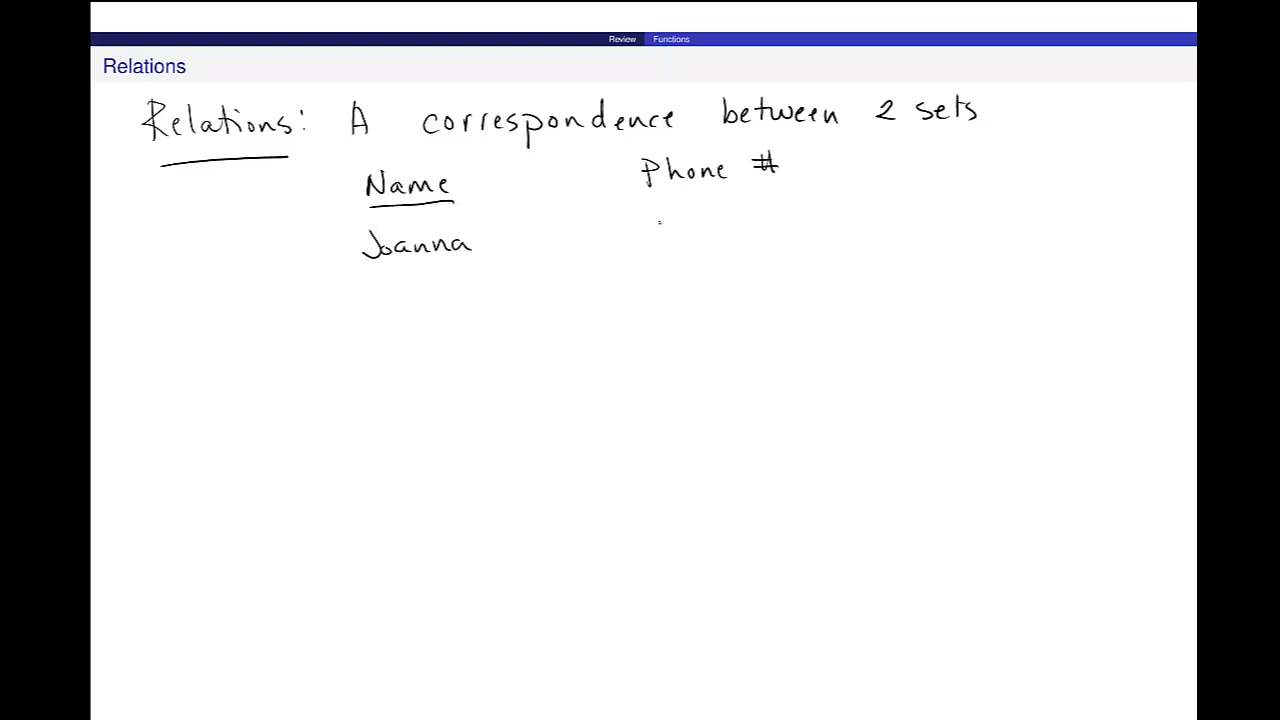 Review Functions
Relations
Relations: A correspondence between 2 sets
Name Phone #
Joanna